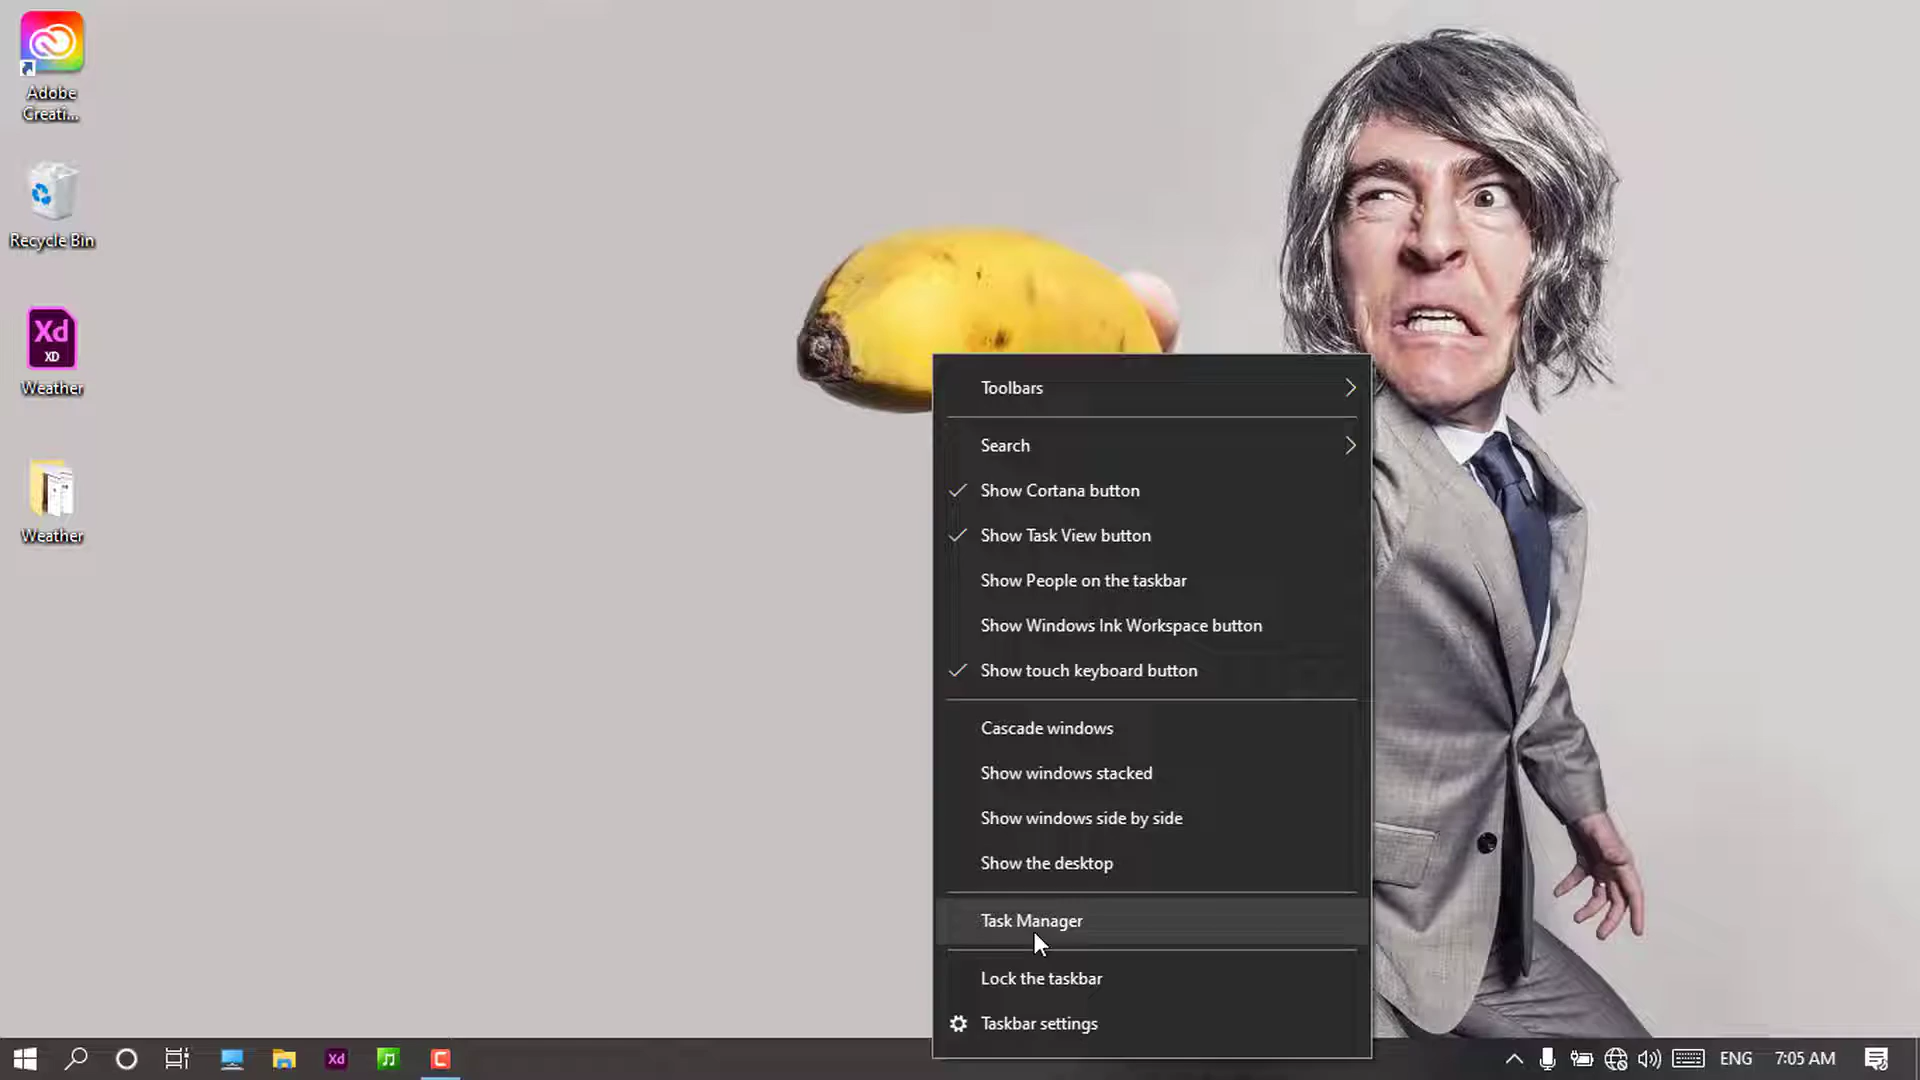 Adobe
Creati...
Recycle Bin
Xd
XD
Weather
Weather
Toolbars
Search
Show Cortana button
Show Task View button
Show People on the taskbar
Show Windows Ink Workspace button
Show touch keyboard button
Cascade windows
Show windows stacked
Show windows side by side
Show the desktop
Task Manager
Lock the taskbar
Taskbar settings
Xd
C
ENG
7:05 AM